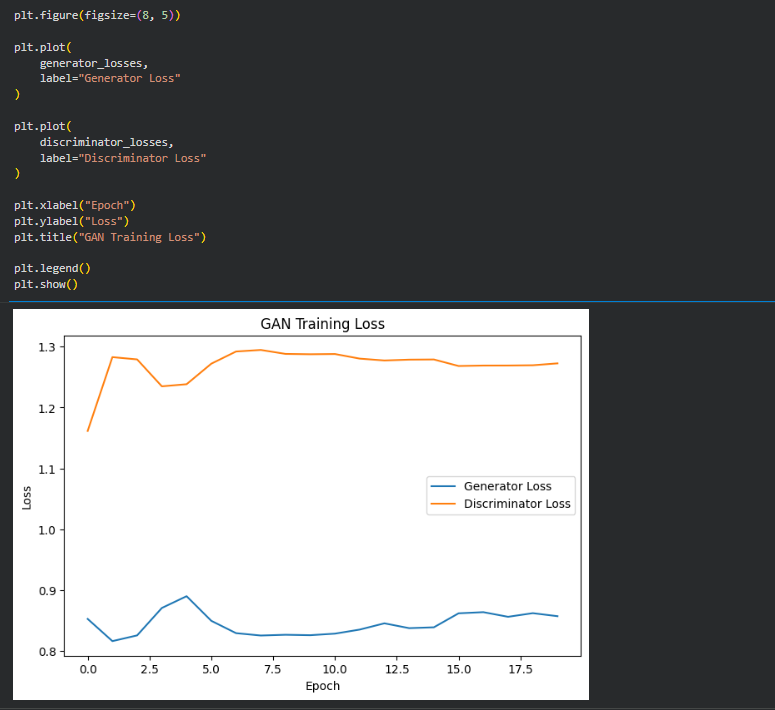 plt.figure(figsize=(8, 5))
plt.plot(
generator_losses,
label="Generator Loss"
)
plt.plot(
discriminator_losses,
label="Discriminator Loss"
)
plt.xlabel("Epoch")
plt.ylabel("Loss")
plt.title("GAN Training Loss")
plt.legend()
plt.show()
GAN Training Loss
1.3
1.2
1.1
1.0
0.9
0.8
Loss
Generator Loss
Discriminator Loss
0.0 2.5 5.0 7.5 10.0 12.5 15.0 17.5
Epoch